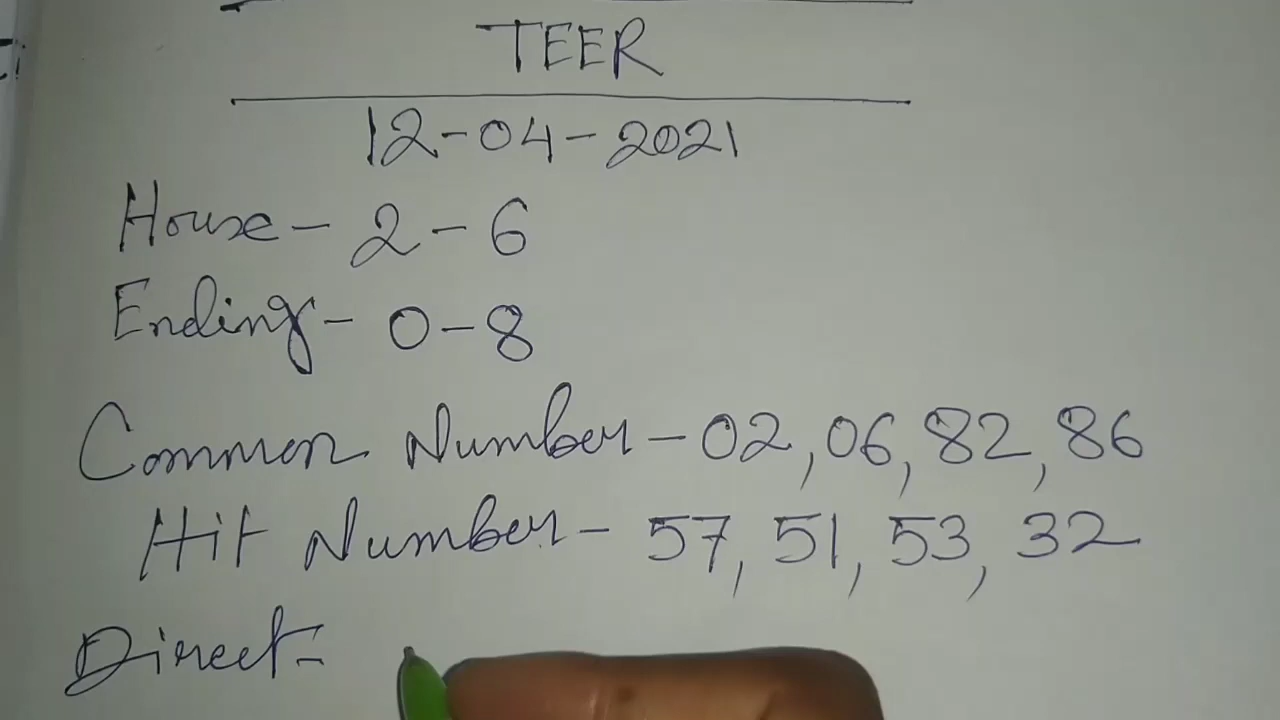 TEER
12-04-2021
House - 2 - 6
Ending - 0 - 8
Common Number - 02, 06, 82, 86
Hit Number - 57, 51, 53, 32
Direct :-